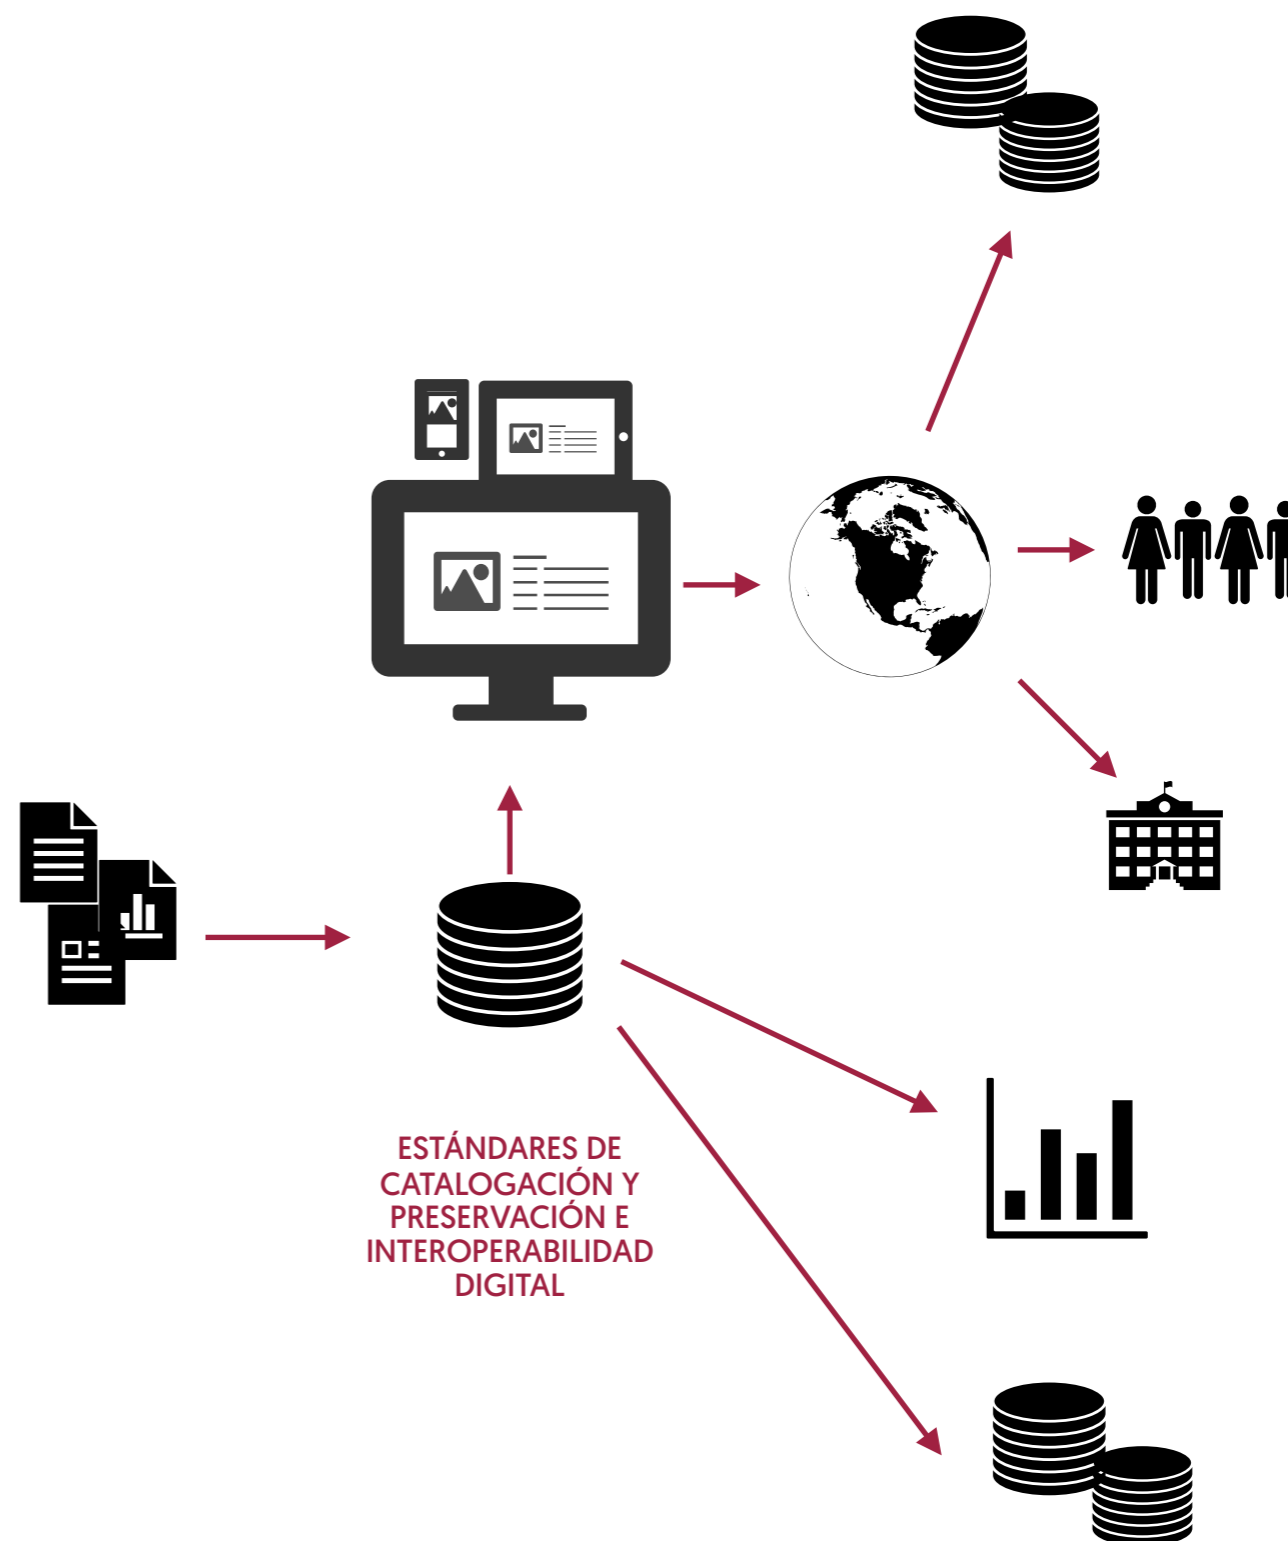 ESTÁNDARES DE
CATALOGACIÓN Y
PRESERVACIÓN E
INTEROPERABILIDAD
DIGITAL